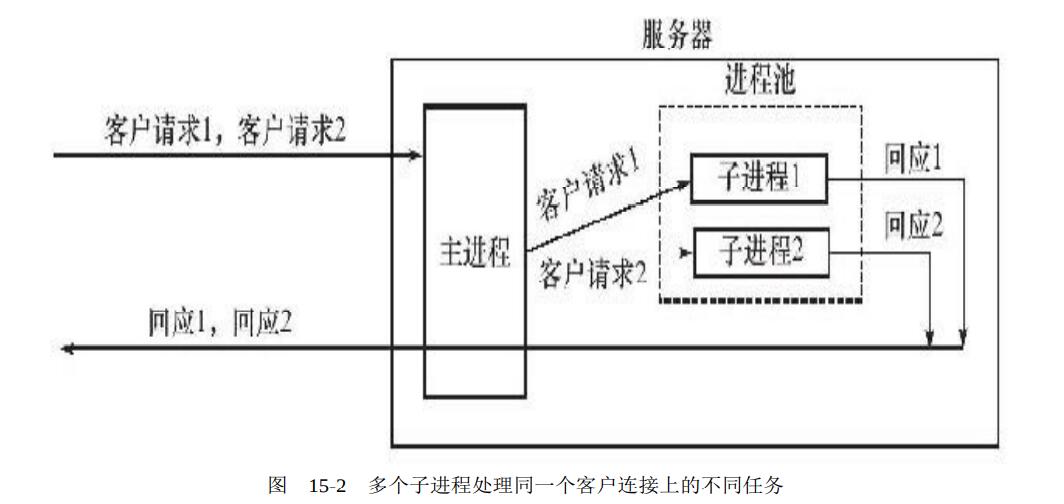 服务器
进程池
客户请求1，客户请求2
客户请求1
子进程1
回应1
主进程
客户请求2
子进程2
回应2
回应1，回应2
图 15-2 多个子进程处理同一个客户连接上的不同任务